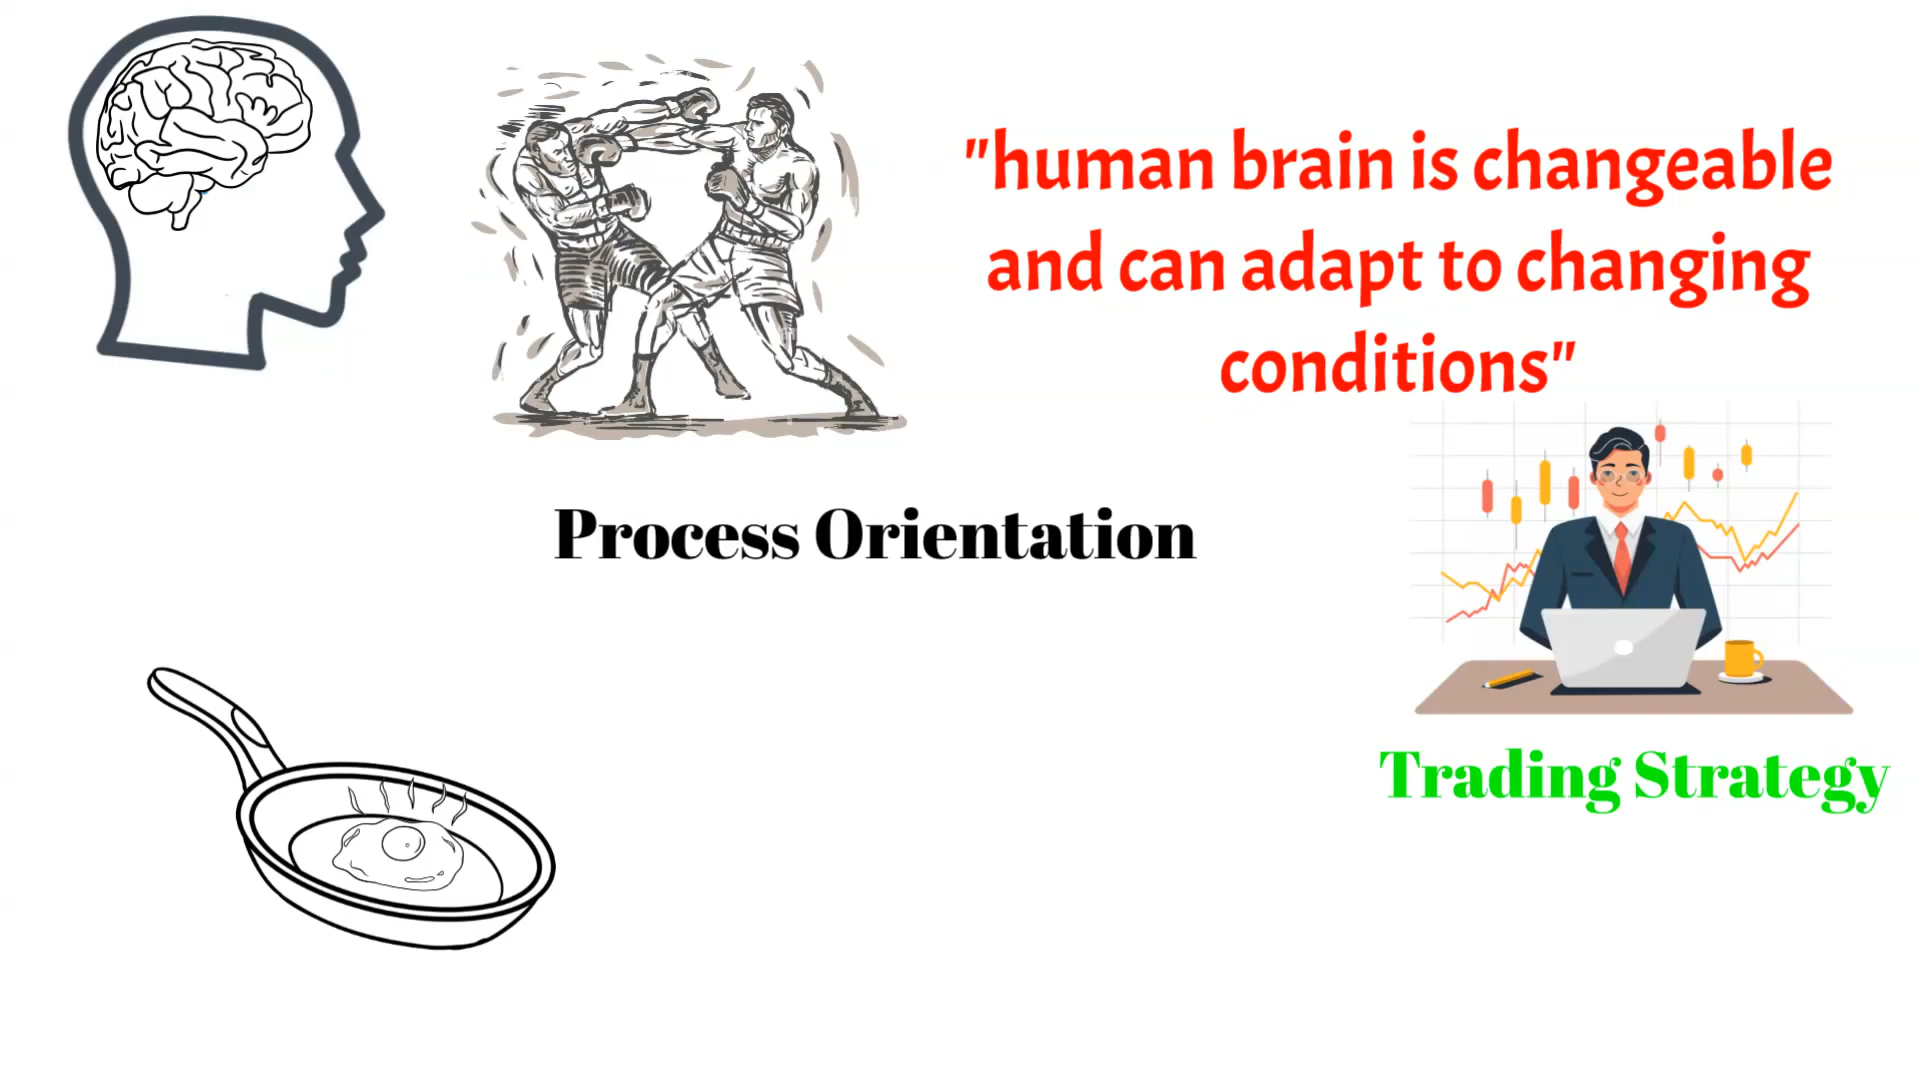 "human brain is changeable
and can adapt to changing
conditions"
Process Orientation
Trading Strategy